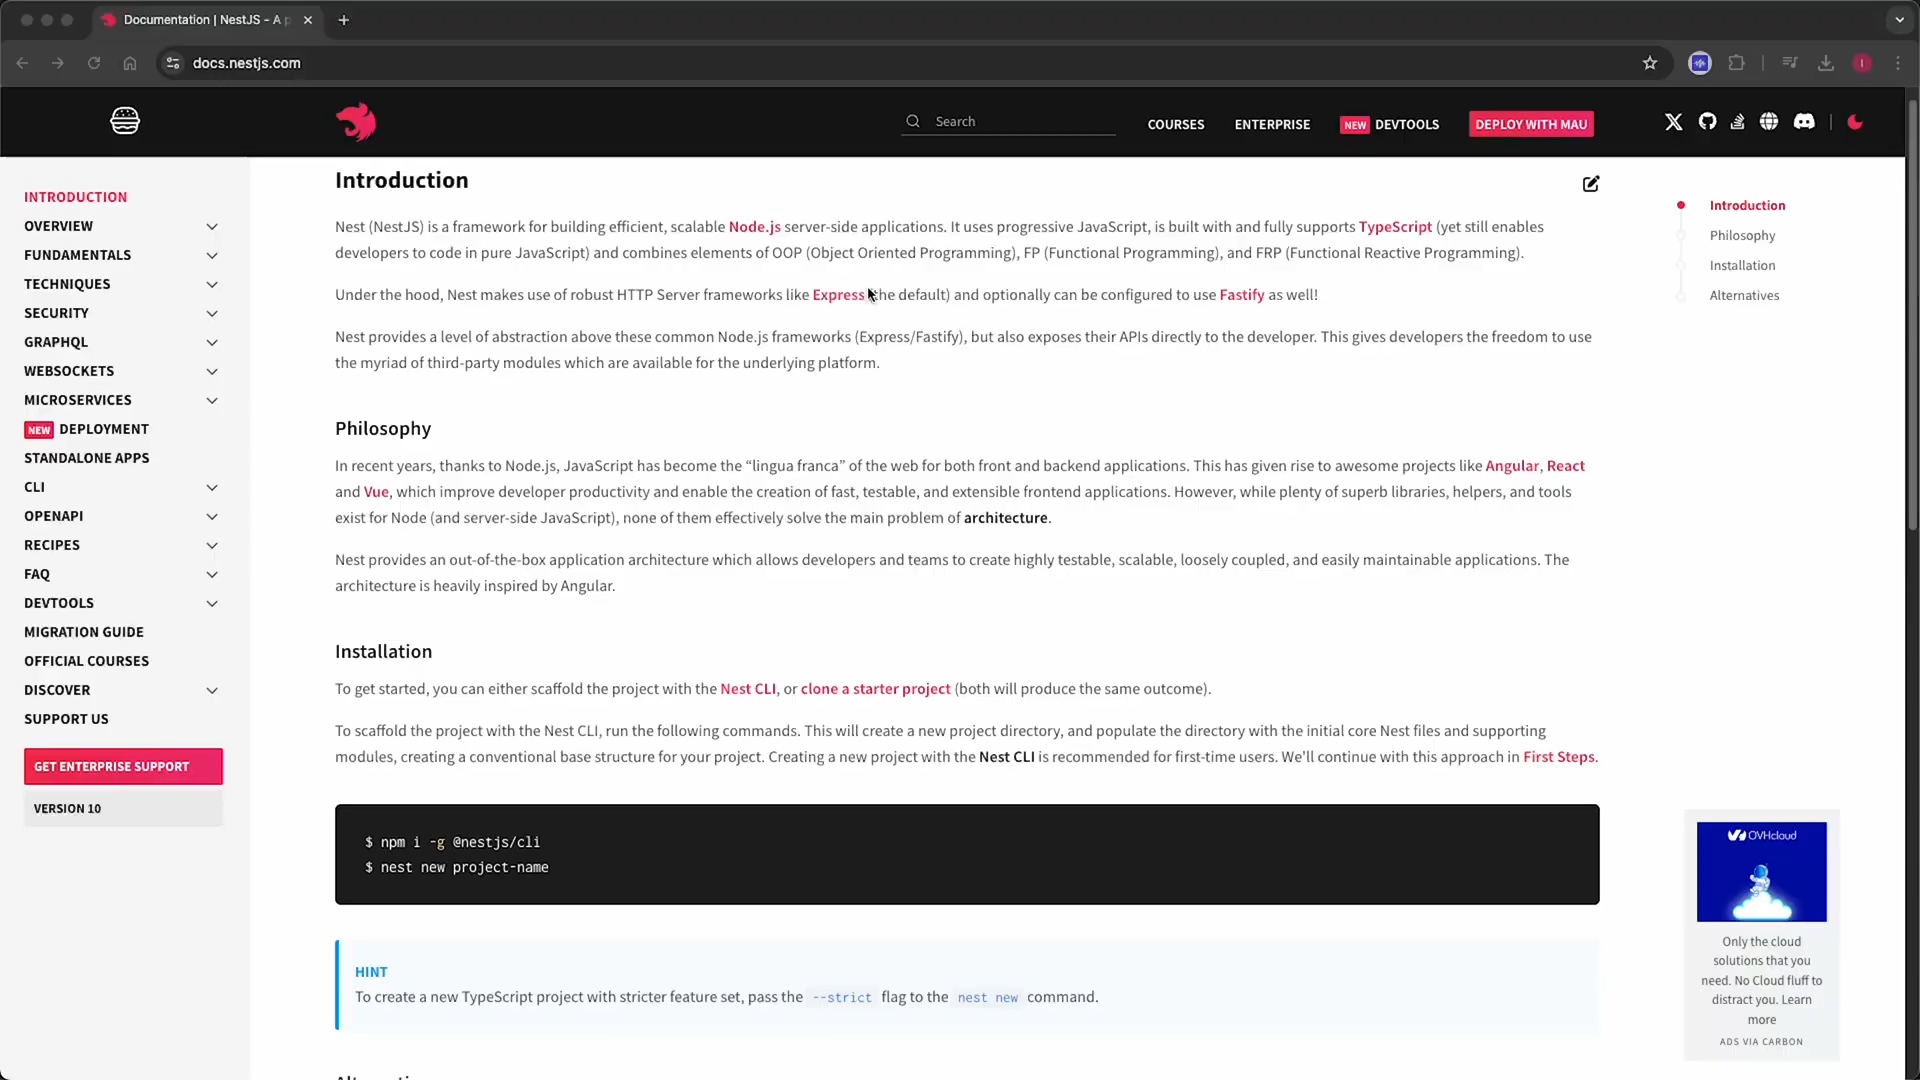 Documentation | NestJS - A p
docs.nestjs.com
Search
COURSES
ENTERPRISE
NEW DEVTOOLS
DEPLOY WITH MAU
INTRODUCTION
OVERVIEW
FUNDAMENTALS
TECHNIQUES
SECURITY
GRAPHQL
WEBSOCKETS
MICROSERVICES
NEW DEPLOYMENT
STANDALONE APPS
CLI
OPENAPI
RECIPES
FAQ
DEVTOOLS
MIGRATION GUIDE
OFFICIAL COURSES
DISCOVER
SUPPORT US
GET ENTERPRISE SUPPORT
VERSION 10
Introduction
Nest (NestJS) is a framework for building efficient, scalable Node.js server-side applications. It uses progressive JavaScript, is built with and fully supports TypeScript (yet still enables
developers to code in pure JavaScript) and combines elements of OOP (Object Oriented Programming), FP (Functional Programming), and FRP (Functional Reactive Programming).
Under the hood, Nest makes use of robust HTTP Server frameworks like Express (the default) and optionally can be configured to use Fastify as well!
Nest provides a level of abstraction above these common Node.js frameworks (Express/Fastify), but also exposes their APIs directly to the developer. This gives developers the freedom to use
the myriad of third-party modules which are available for the underlying platform.
Philosophy
In recent years, thanks to Node.js, JavaScript has become the “lingua franca” of the web for both front and backend applications. This has given rise to awesome projects like Angular, React
and Vue, which improve developer productivity and enable the creation of fast, testable, and extensible frontend applications. However, while plenty of superb libraries, helpers, and tools
exist for Node (and server-side JavaScript), none of them effectively solve the main problem of architecture.
Nest provides an out-of-the-box application architecture which allows developers and teams to create highly testable, scalable, loosely coupled, and easily maintainable applications. The
architecture is heavily inspired by Angular.
Installation
To get started, you can either scaffold the project with the Nest CLI, or clone a starter project (both will produce the same outcome).
To scaffold the project with the Nest CLI, run the following commands. This will create a new project directory, and populate the directory with the initial core Nest files and supporting
modules, creating a conventional base structure for your project. Creating a new project with the Nest CLI is recommended for first-time users. We'll continue with this approach in First Steps.
$ npm i -g @nestjs/cli
$ nest new project-name
HINT
To create a new TypeScript project with stricter feature set, pass the --strict flag to the nest new command.
Introduction
Philosophy
Installation
Alternatives
OVHcloud
Only the cloud
solutions that you
need. No Cloud fluff to
distract you. Learn
more
ADS VIA CARBON